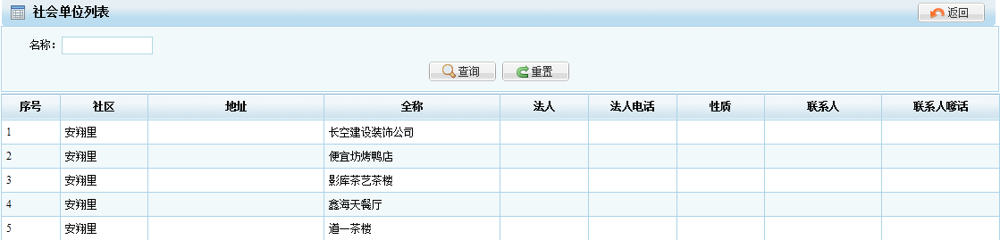 社会单位列表 返回
名称：
查询 重置
序号 社区 地址 全称 法人 法人电话 性质 联系人 联系人嗲话
1 安翔里 长空建设装饰公司
2 安翔里 便宜坊烤鸭店
3 安翔里 影库茶艺茶楼
4 安翔里 鑫海天餐厅
5 安翔里 道一茶楼